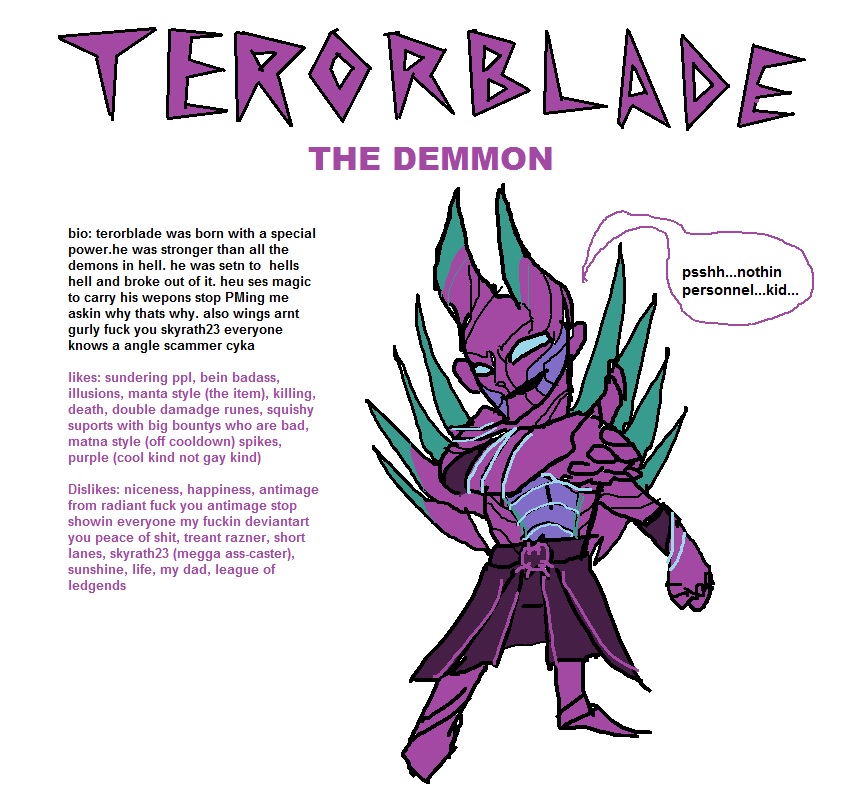 TERORBLADE
THE DEMMON
bio: terorblade was born with a special
power.he was stronger than all the
demons in hell. he was setn to  hells
hell and broke out of it. heu ses magic
to carry his wepons stop PMing me
askin why thats why. also wings arnt
gurly fuck you skyrath23 everyone
knows a angle scammer cyka
likes: sundering ppl, bein badass,
illusions, manta style (the item), killing,
death, double damadge runes, squishy
suports with big bountys who are bad,
matna style (off cooldown) spikes,
purple (cool kind not gay kind)
Dislikes: niceness, happiness, antimage
from radiant fuck you antimage stop
showin everyone my fuckin deviantart
you peace of shit, treant razner, short
lanes, skyrath23 (megga ass-caster),
sunshine, life, my dad, league of
ledgends
psshh...nothin
personnel...kid...